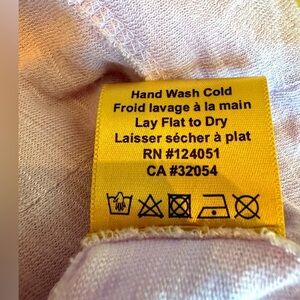 Hand Wash Cold
Froid lavage à la main
Lay Flat to Dry
Laisser sécher à plat
RN #124051
CA #32054